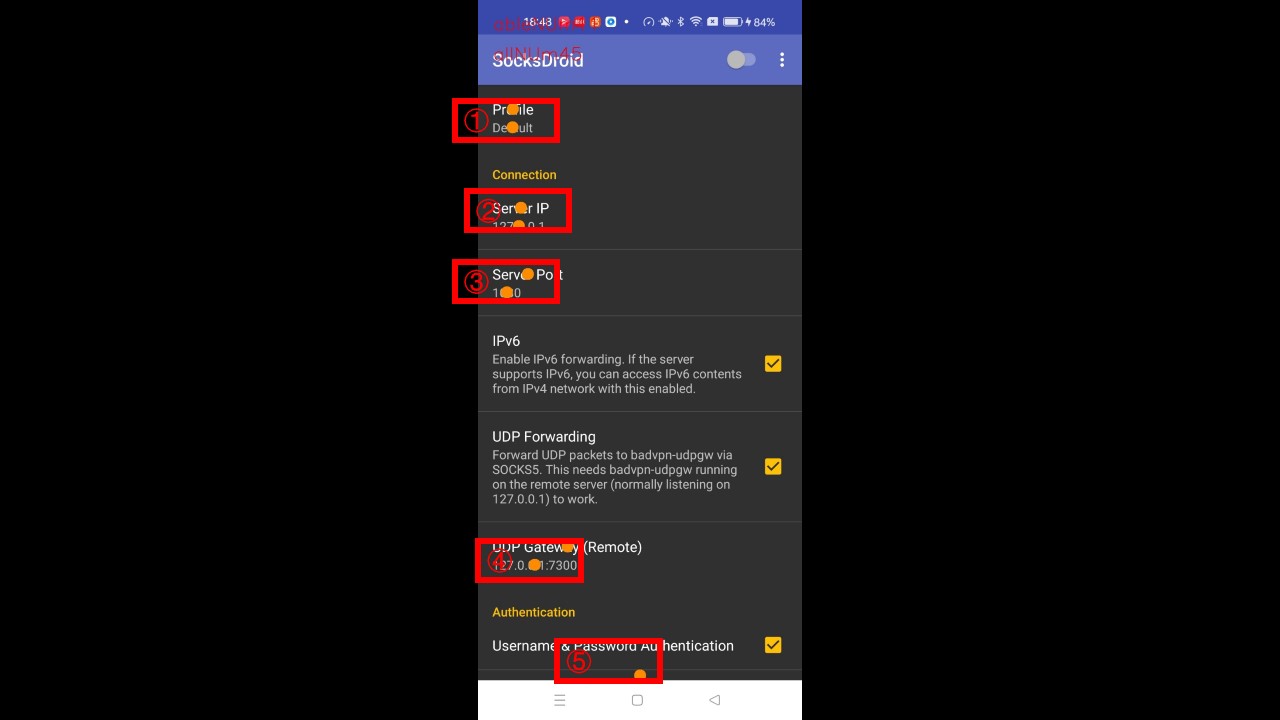 18:48
84%
allNUm45
SocksDroid
① Profile
Default
Connection
② Server IP
127.0.0.1
③ Server Port
IPv6
Enable IPv6 forwarding. If the server
supports IPv6, you can access IPv6 contents
from IPv4 network with this enabled.
UDP Forwarding
Forward UDP packets to badvpn-udpgw via
SOCKS5. This needs badvpn-udpgw running
on the remote server (normally listening on
127.0.0.1) to work.
UDP Gateway (Remote)
④ 127.0.0.1:7300
Authentication
Username & Password Authentication
⑤